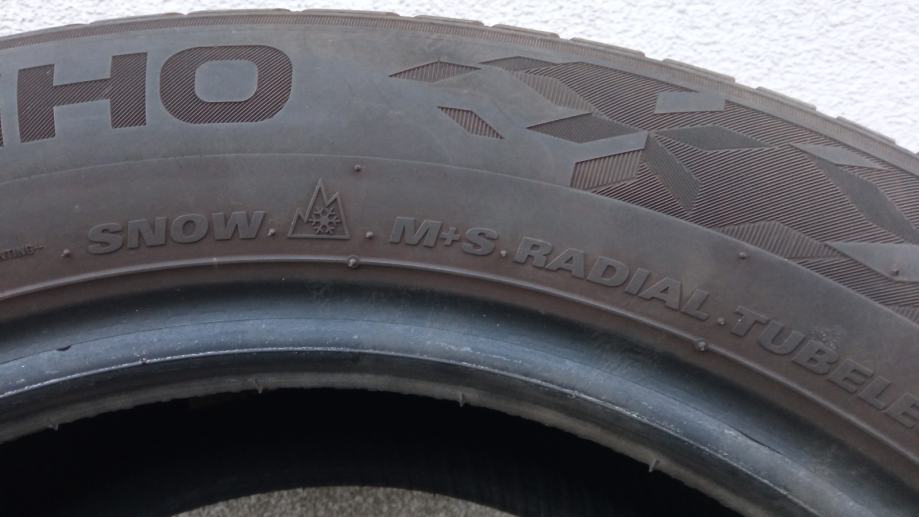 HO
SNOW M+S RADIAL TUBELE